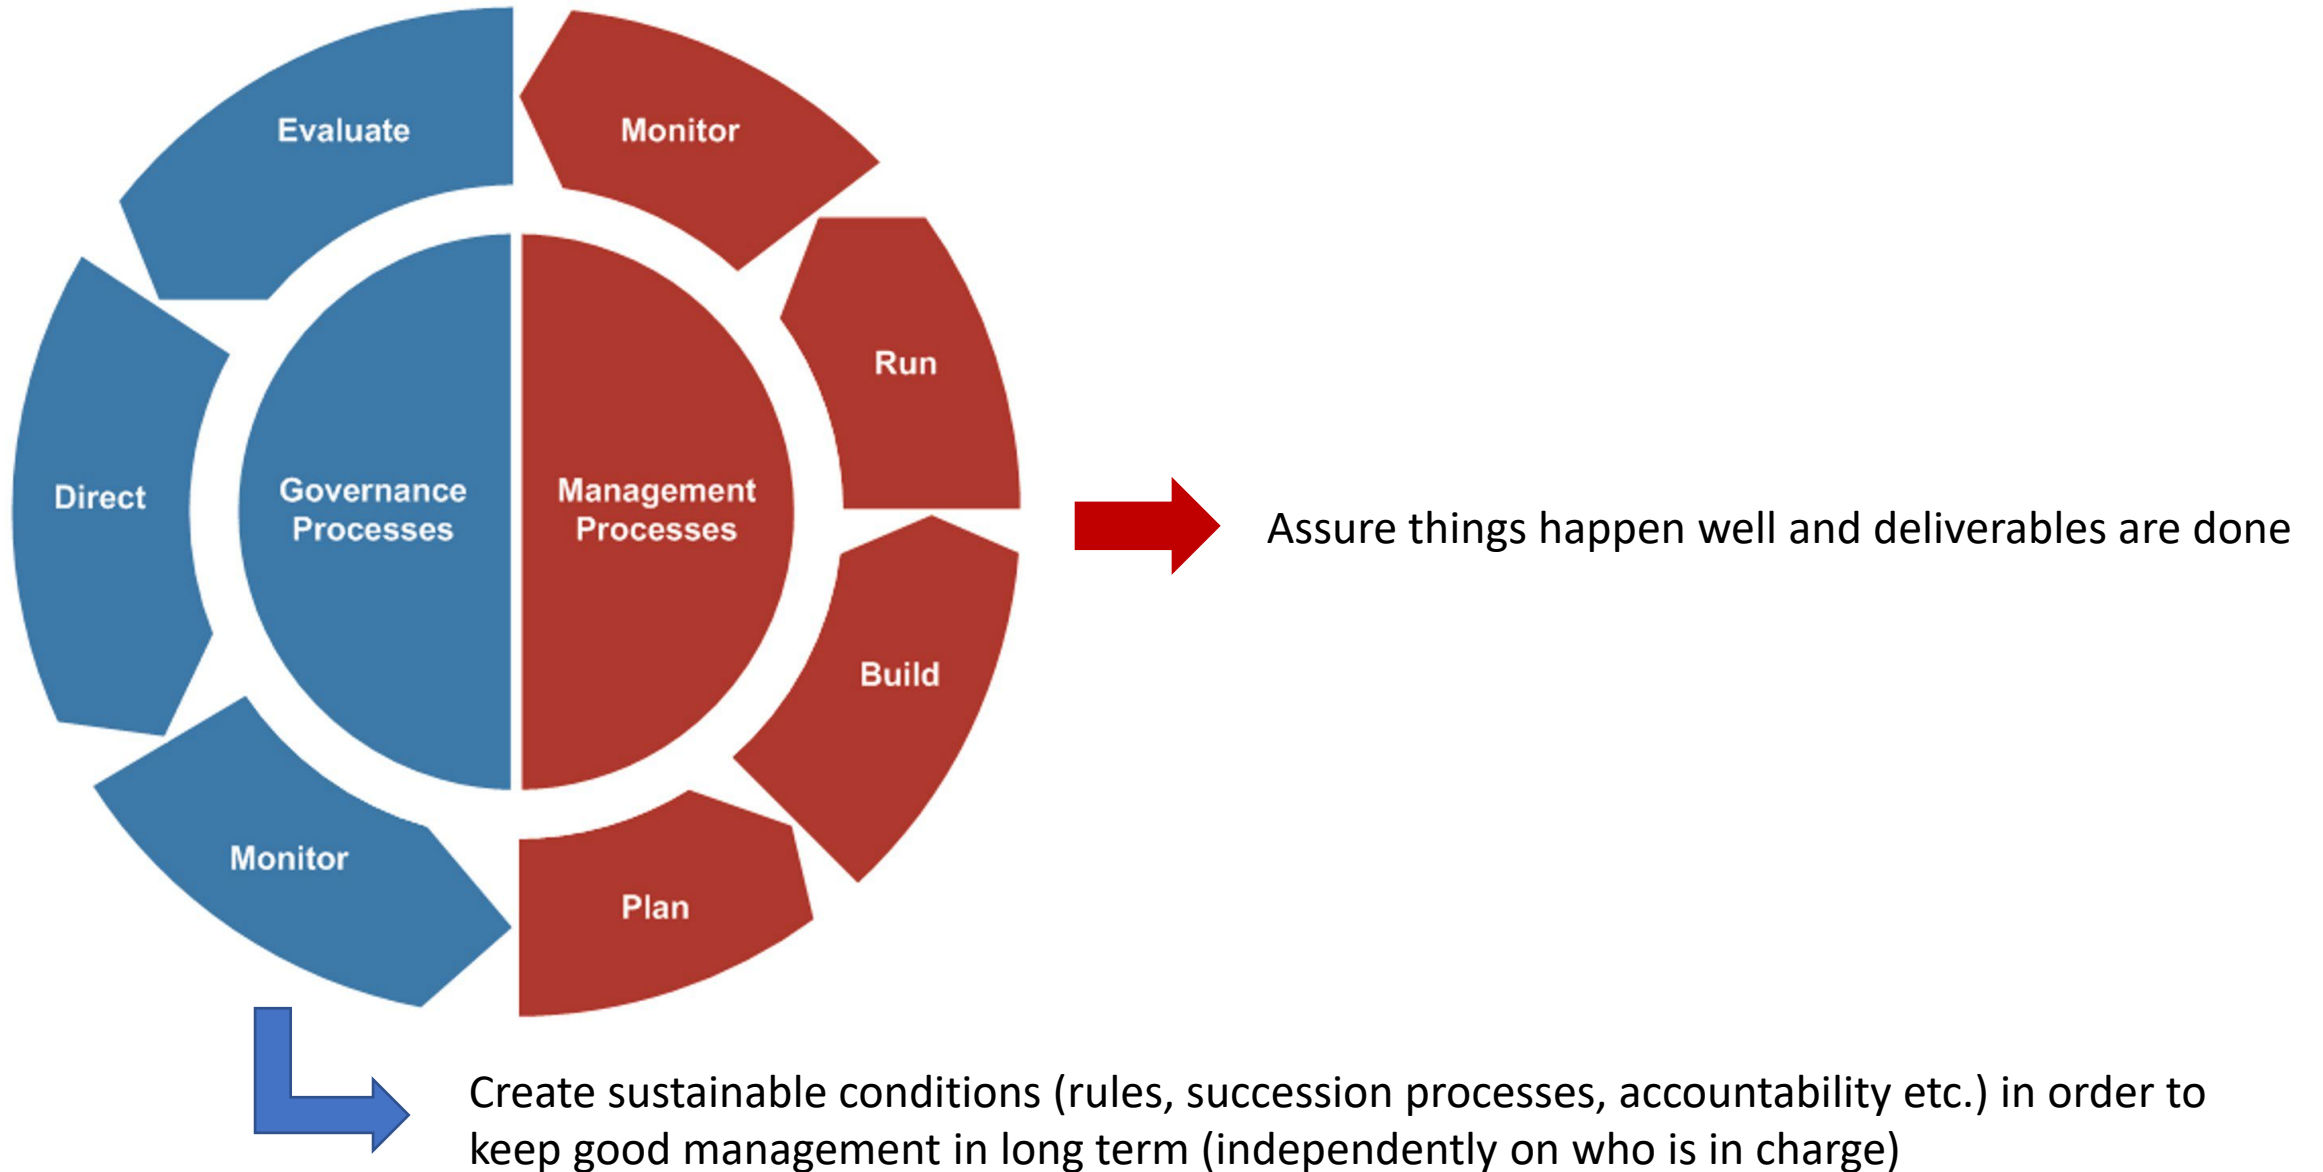 Evaluate
Monitor
Run
Direct
Governance
Processes
Management
Processes
Assure things happen well and deliverables are done
Build
Monitor
Plan
Create sustainable conditions (rules, succession processes, accountability etc.) in order to
keep good management in long term (independently on who is in charge)